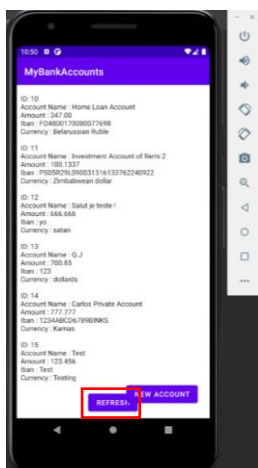 10:50
MyBankAccounts
ID: 10
Account Name : Home Loan Account
Amount : 347.00
Iban : FO4800170080077698
Currency : Belarussian Ruble
ID: 11
Account Name : Investment Account of Remi 2
Amount : 100.1337
Currency : Zimbabwean dollar
ID: 12
Account Name : Salut je teste !
Amount : 666.666
Iban : yo
Currency : satan
ID: 13
Account Name : Q.J
Amount : 700.85
Iban : 123
Currency : dollards
ID: 14
Account Name : Carlos Private Account
Amount : 777.777
Iban : 1234ABCD6789BINKS
Currency : Kamas
ID: 15
Account Name : Test
Amount : 123.456
Iban : Test
Currency : Testing
NEW ACCOUNT
REFRESH